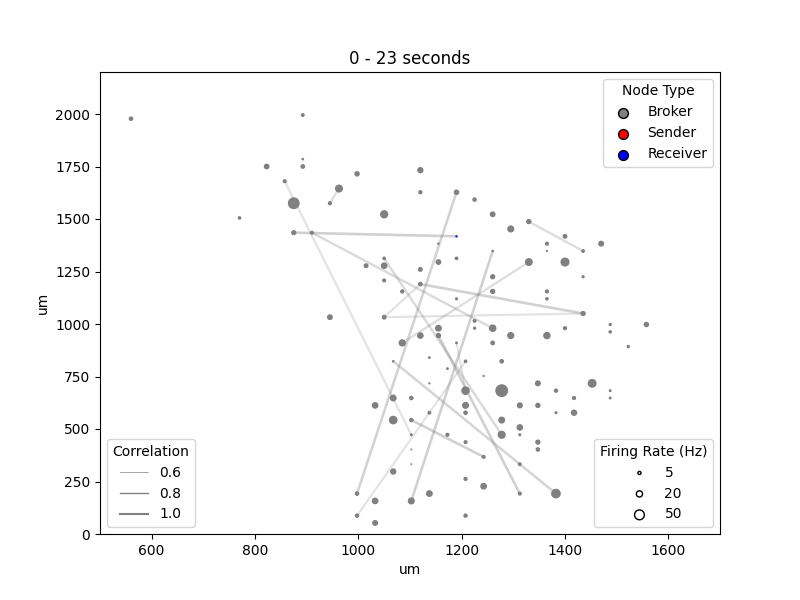 0 - 23 seconds
um
2000
1750
1500
1250
1000
750
500
250
0
600
800
1000
1200
1400
1600
um
Node Type
Broker
Sender
Receiver
Correlation
0.6
0.8
1.0
Firing Rate (Hz)
5
20
50